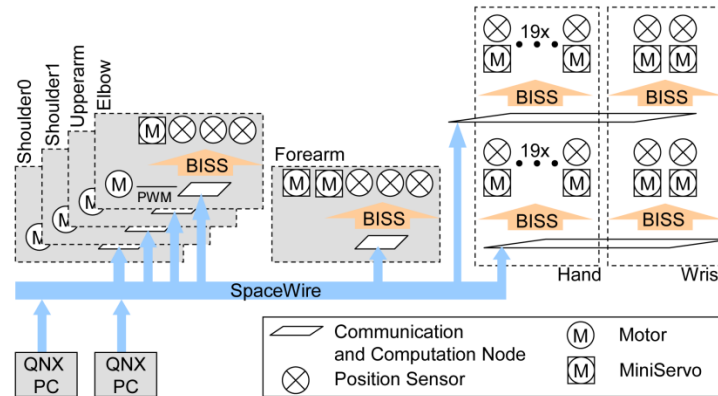 Shoulder0
Shoulder1
Upperarm
Elbow
M
BISS
M
PWM
M
M
M
Forearm
M M
BISS
19x
M M M M
BISS BISS
19x
M M M M
BISS BISS
Hand Wris
SpaceWire
QNX
PC
QNX
PC
Communication
and Computation Node
Position Sensor
M Motor
M MiniServo